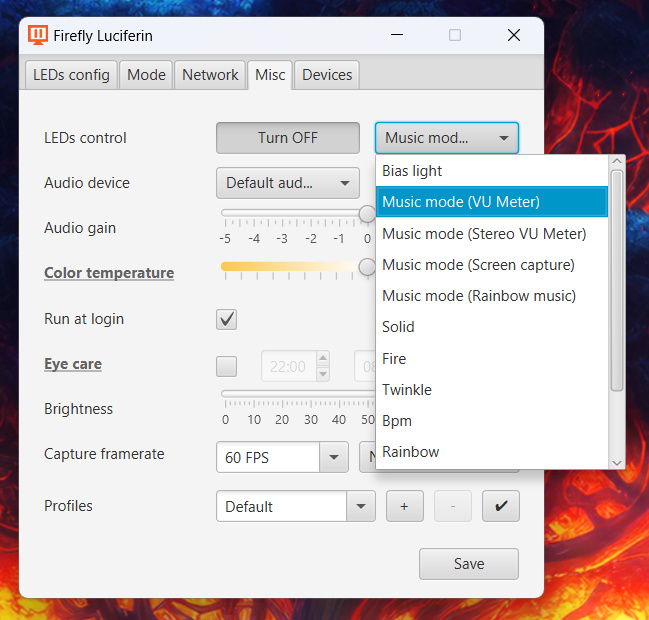 Firefly Luciferin
LEDs config Mode Network Misc Devices
LEDs control Turn OFF Music mod...
Audio device Default aud...
Audio gain
-5 -4 -3 -2 -1 0
Color temperature
Run at login
Eye care 22:00 08
Brightness
0 10 20 30 40 50
Capture framerate 60 FPS
Profiles Default + -
Save
Bias light
Music mode (VU Meter)
Music mode (Stereo VU Meter)
Music mode (Screen capture)
Music mode (Rainbow music)
Solid
Fire
Twinkle
Bpm
Rainbow